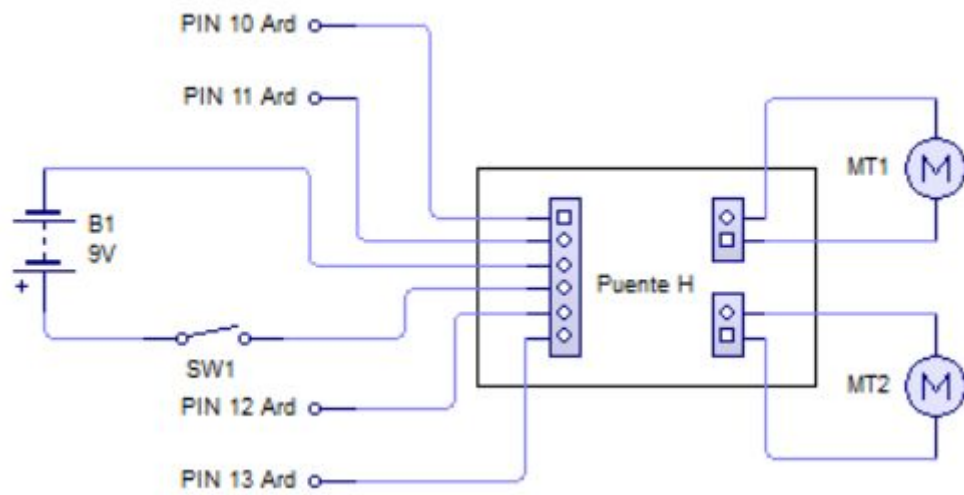 PIN 10 Ard
PIN 11 Ard
B1
9V
+
SW1
PIN 12 Ard
PIN 13 Ard
Puente H
MT1
M
MT2
M